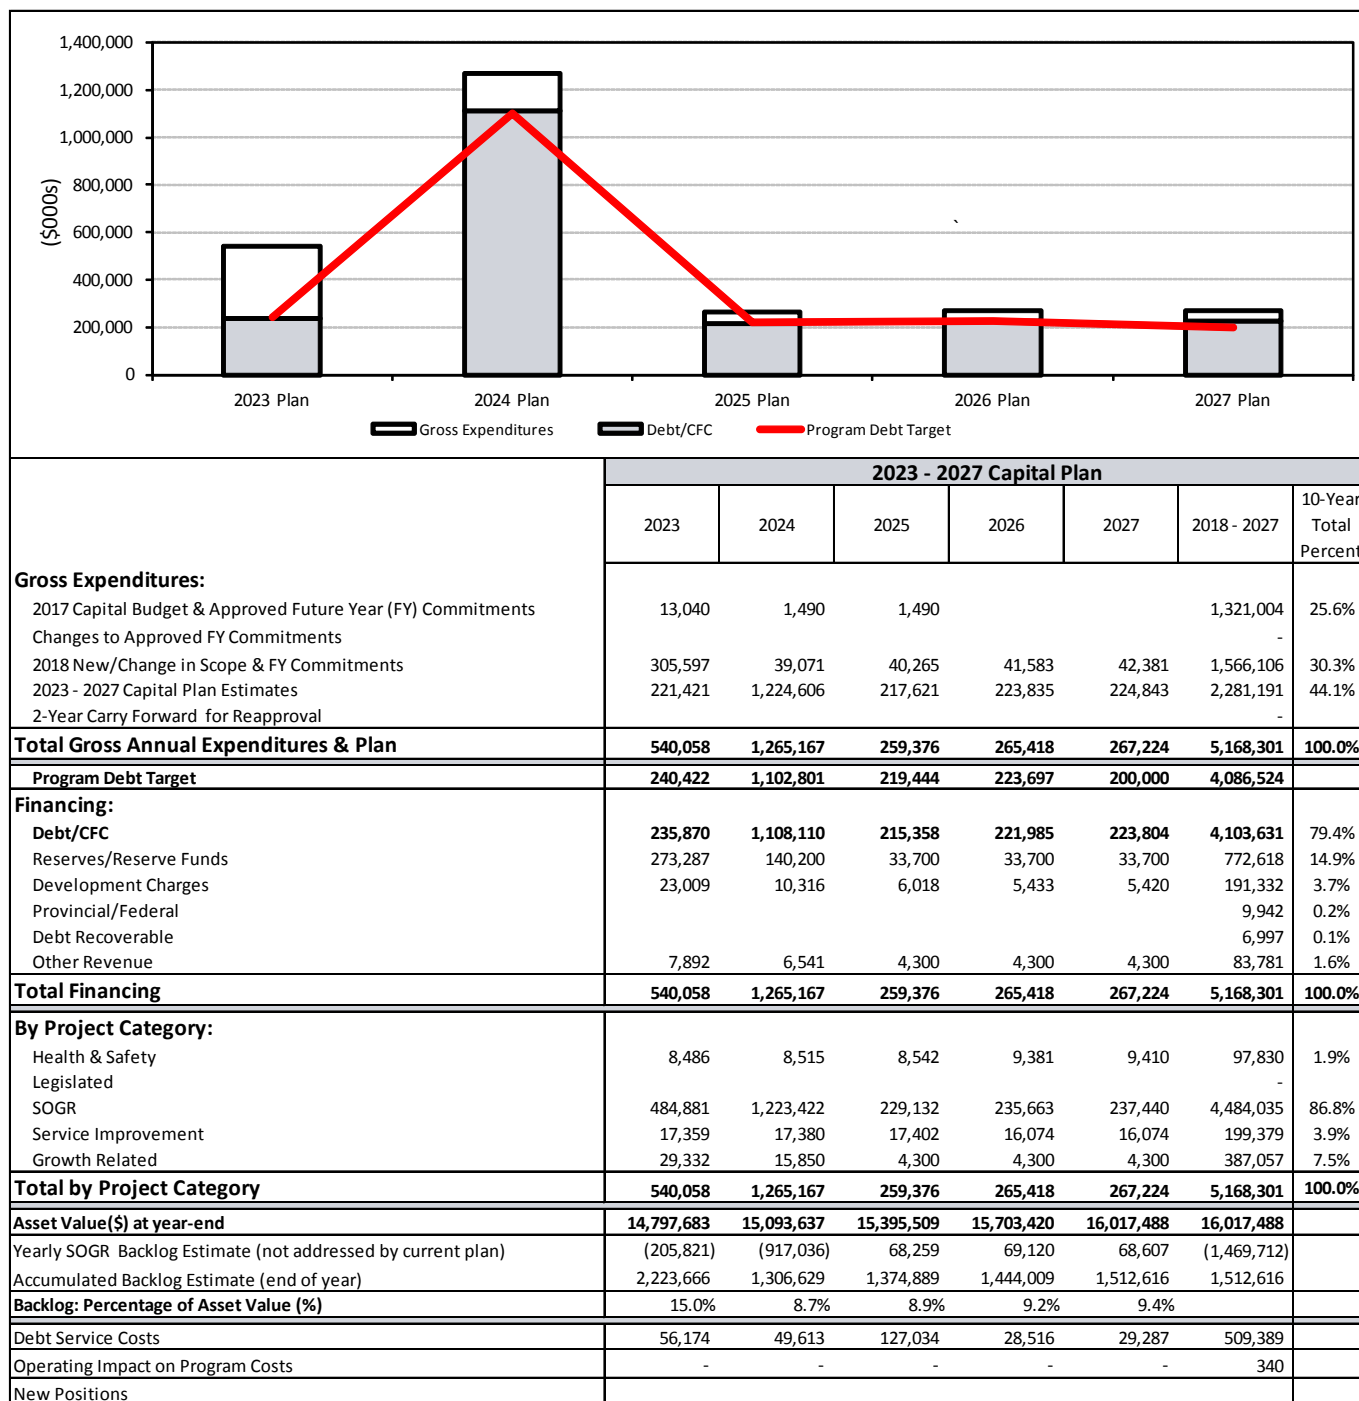 1,400,000
1,200,000
1,000,000
800,000
600,000
400,000
200,000
0
($000s)
`
2023 Plan 2024 Plan 2025 Plan 2026 Plan 2027 Plan
Gross Expenditures Debt/CFC Program Debt Target
2023 - 2027 Capital Plan
2023 2024 2025 2026 2027 2018 - 2027 10-Year Total Percent
Gross Expenditures:
2017 Capital Budget & Approved Future Year (FY) Commitments 13,040 1,490 1,490 1,321,004 25.6%
Changes to Approved FY Commitments -
2018 New/Change in Scope & FY Commitments 305,597 39,071 40,265 41,583 42,381 1,566,106 30.3%
2023 - 2027 Capital Plan Estimates 221,421 1,224,606 217,621 223,835 224,843 2,281,191 44.1%
2-Year Carry Forward for Reapproval -
Total Gross Annual Expenditures & Plan 540,058 1,265,167 259,376 265,418 267,224 5,168,301 100.0%
Program Debt Target 240,422 1,102,801 219,444 223,697 200,000 4,086,524
Financing:
Debt/CFC 235,870 1,108,110 215,358 221,985 223,804 4,103,631 79.4%
Reserves/Reserve Funds 273,287 140,200 33,700 33,700 33,700 772,618 14.9%
Development Charges 23,009 10,316 6,018 5,433 5,420 191,332 3.7%
Provincial/Federal 9,942 0.2%
Debt Recoverable 6,997 0.1%
Other Revenue 7,892 6,541 4,300 4,300 4,300 83,781 1.6%
Total Financing 540,058 1,265,167 259,376 265,418 267,224 5,168,301 100.0%
By Project Category:
Health & Safety 8,486 8,515 8,542 9,381 9,410 97,830 1.9%
Legislated -
SOGR 484,881 1,223,422 229,132 235,663 237,440 4,484,035 86.8%
Service Improvement 17,359 17,380 17,402 16,074 16,074 199,379 3.9%
Growth Related 29,332 15,850 4,300 4,300 4,300 387,057 7.5%
Total by Project Category 540,058 1,265,167 259,376 265,418 267,224 5,168,301 100.0%
Asset Value($) at year-end 14,797,683 15,093,637 15,395,509 15,703,420 16,017,488 16,017,488
Yearly SOGR Backlog Estimate (not addressed by current plan) (205,821) (917,036) 68,259 69,120 68,607 (1,469,712)
Accumulated Backlog Estimate (end of year) 2,223,666 1,306,629 1,374,889 1,444,009 1,512,616 1,512,616
Backlog: Percentage of Asset Value (%) 15.0% 8.7% 8.9% 9.2% 9.4%
Debt Service Costs 56,174 49,613 127,034 28,516 29,287 509,389
Operating Impact on Program Costs - - - - - 340
New Positions